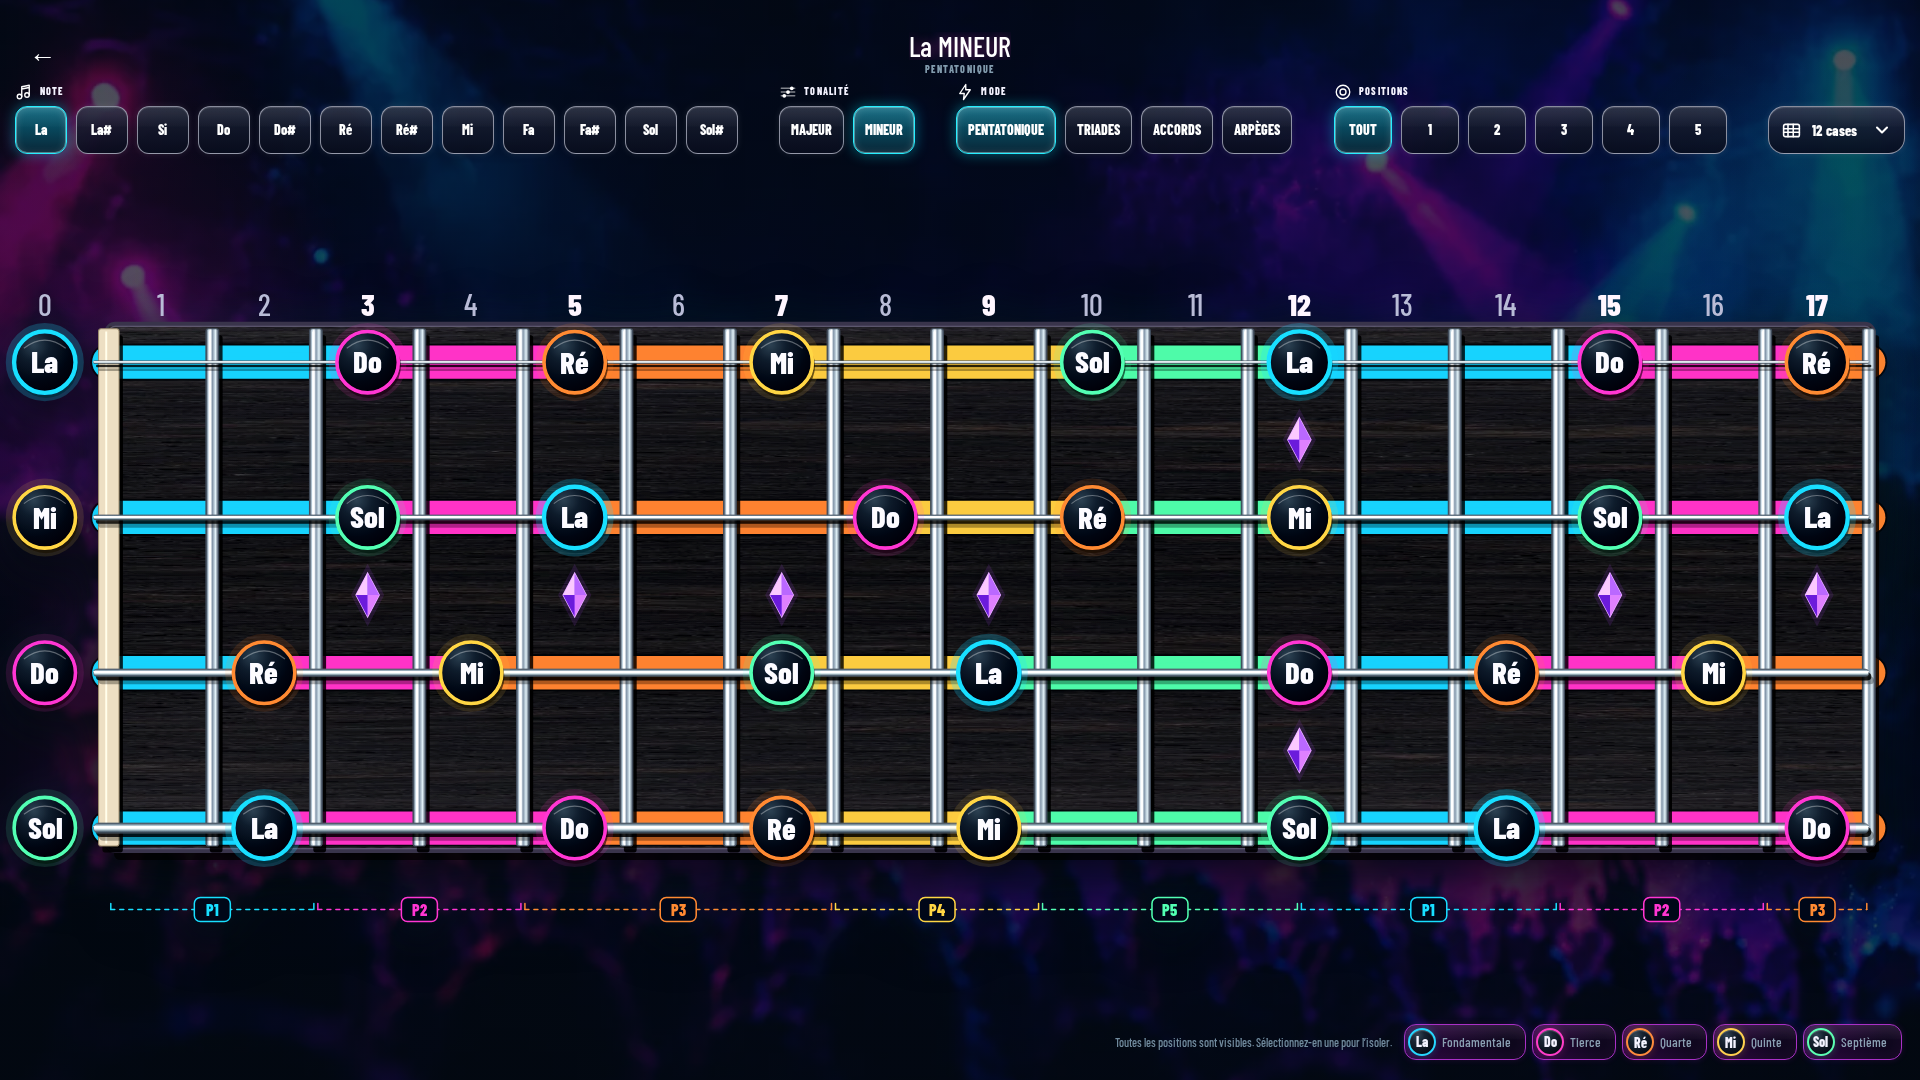 ←
La MINEUR
PENTATONIQUE
NOTE
TONALITÉ
MODE
POSITIONS
La La# Si Do Do# Ré Ré# Mi Fa Fa# Sol Sol# MAJEUR MINEUR PENTATONIQUE TRIADES ACCORDS ARPÈGES TOUT 1 2 3 4 5 12 cases
0 1 2 3 4 5 6 7 8 9 10 11 12 13 14 15 16 17
La Do Ré Mi Sol La Do Ré
Mi Sol La Do Ré Mi Sol La
Do Ré Mi Sol La Do Ré Mi
Sol La Do Ré Mi Sol La Do
P1 P2 P3 P4 P5 P1 P2 P3
Toutes les positions sont visibles. Sélectionnez-en une pour l'isoler. La Fondamentale Do Tierce Ré Quarte Mi Quinte Sol Septième